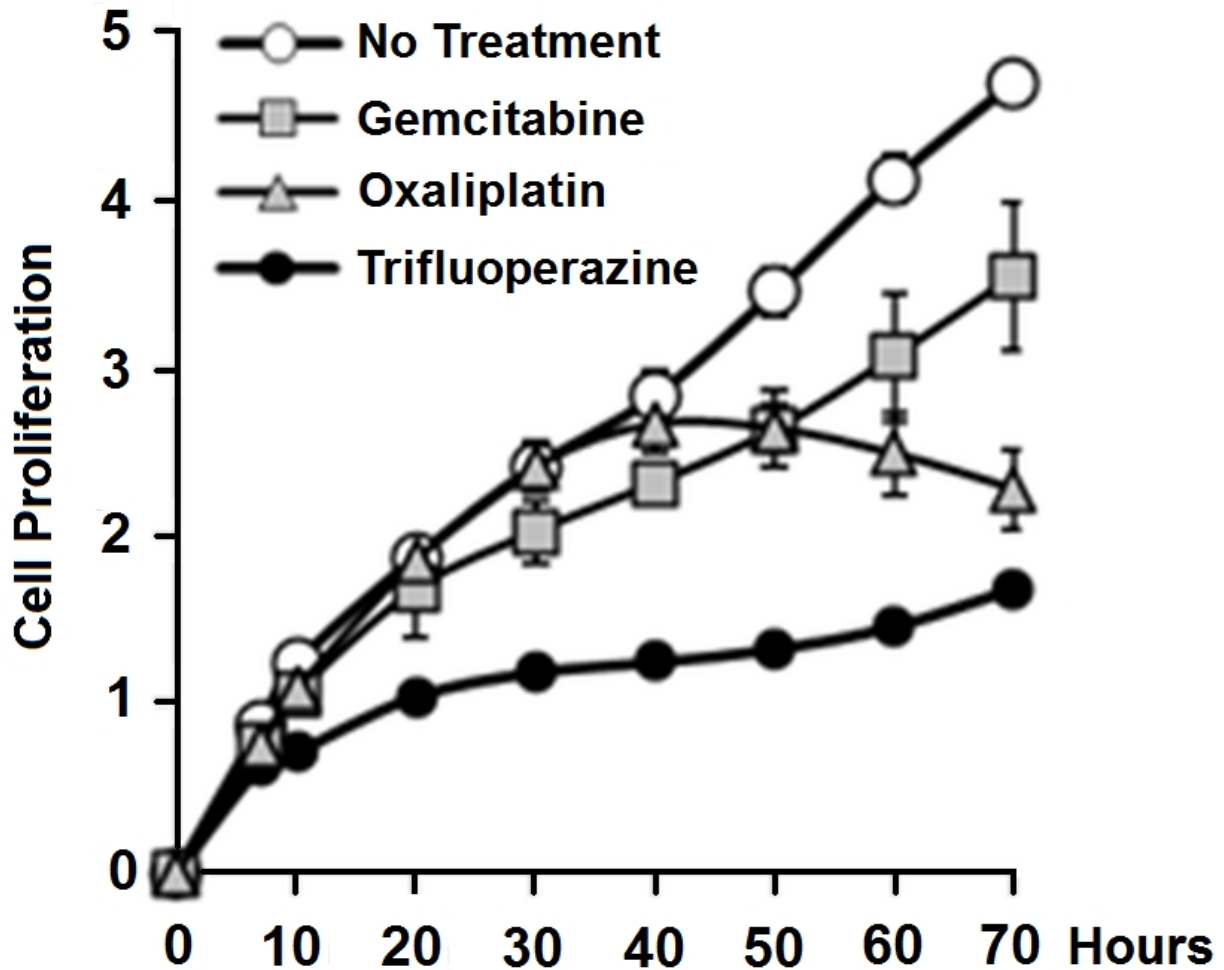 5
No Treatment
Gemcitabine
4
Oxaliplatin
Trifluoperazine
3
Cell Proliferation
2
1
0
0 10 20 30 40 50 60 70 Hours